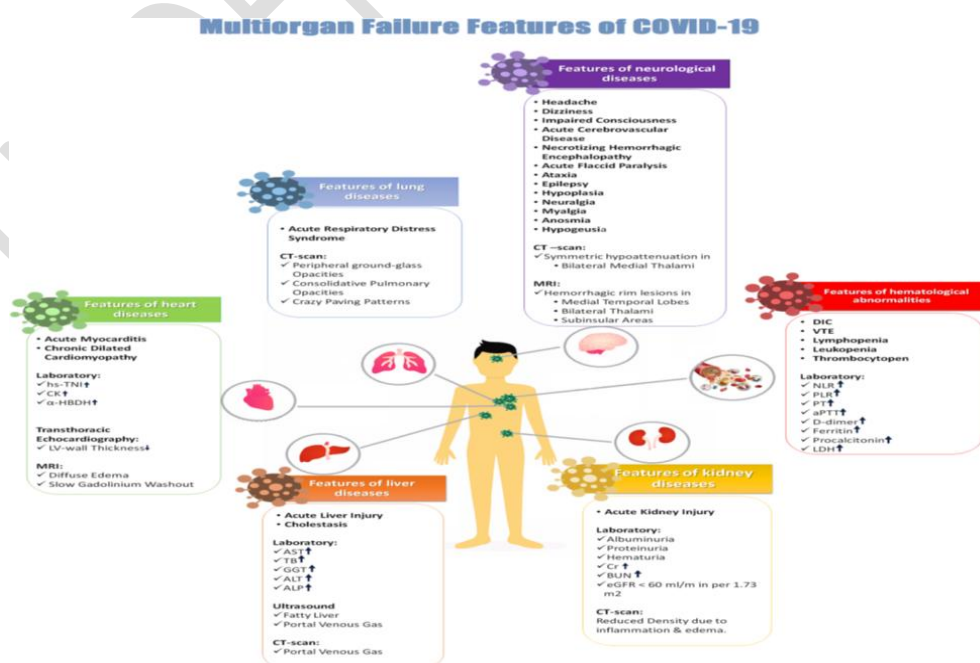 Multiorgan Failure Features of COVID-19
Features of neurological
diseases
• Headache
• Dizziness
• Impaired Consciousness
• Acute Cerebrovascular
Disease
• Necrotizing Hemorrhagic
Encephalopathy
• Acute Flaccid Paralysis
• Ataxia
• Epilepsy
• Hypoplasia
• Neuralgia
• Myalgia
• Anosmia
• Hypogeusia
CT –scan:
✓ Symmetric hypoattenuation in
• Bilateral Medial Thalami
MRI:
✓ Hemorrhagic rim lesions in
• Medial Temporal Lobes
• Bilateral Thalami
• Subinsular Areas
Features of lung
diseases
• Acute Respiratory Distress
Syndrome
CT-scan:
✓ Peripheral ground-glass
Opacities
✓ Consolidative Pulmonary
Opacities
✓ Crazy Paving Patterns
Features of heart
diseases
• Acute Myocarditis
• Chronic Dilated
Cardiomyopathy
Laboratory:
✓ hs-TNI↑
✓ CK↑
✓ α-HBDH↑
Transthoracic
Echocardiography:
✓ LV-wall Thickness↓
MRI:
✓ Diffuse Edema
✓ Slow Gadolinium Washout
Features of hematological
abnormalities
• DIC
• VTE
• Lymphopenia
• Leukopenia
• Thrombocytopen
Laboratory:
✓ NLR↑
✓ PLR↑
✓ PT↑
✓ aPTT↑
✓ D-dimer↑
✓ Ferritin↑
✓ Procalcitonin↑
✓ LDH↑
Features of liver
diseases
• Acute Liver Injury
• Cholestasis
Laboratory:
✓ AST↑
✓ TB↑
✓ GGT↑
✓ ALT↑
✓ ALP↑
Ultrasound
✓ Fatty Liver
✓ Portal Venous Gas
CT-scan:
✓ Portal Venous Gas
Features of kidney
diseases
• Acute Kidney Injury
Laboratory:
✓ Albuminuria
✓ Proteinuria
✓ Hematuria
✓ Cr ↑
✓ BUN ↑
✓ eGFR < 60 ml/m in per 1.73
m2
CT-scan:
Reduced Density due to
inflammation & edema.